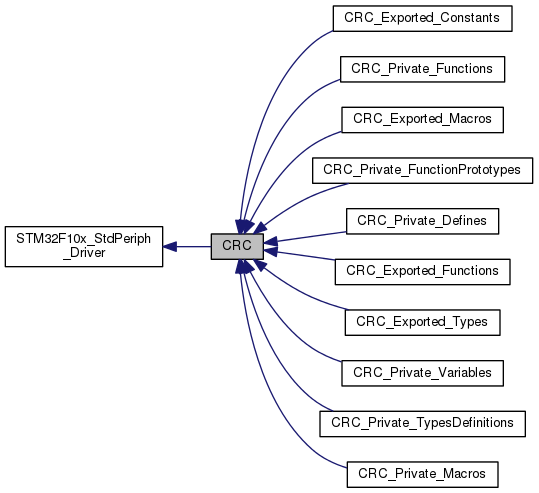 CRC_Exported_Constants
CRC_Private_Functions
CRC_Exported_Macros
CRC_Private_FunctionPrototypes
STM32F10x_StdPeriph
_Driver
CRC
CRC_Private_Defines
CRC_Exported_Functions
CRC_Exported_Types
CRC_Private_Variables
CRC_Private_TypesDefinitions
CRC_Private_Macros